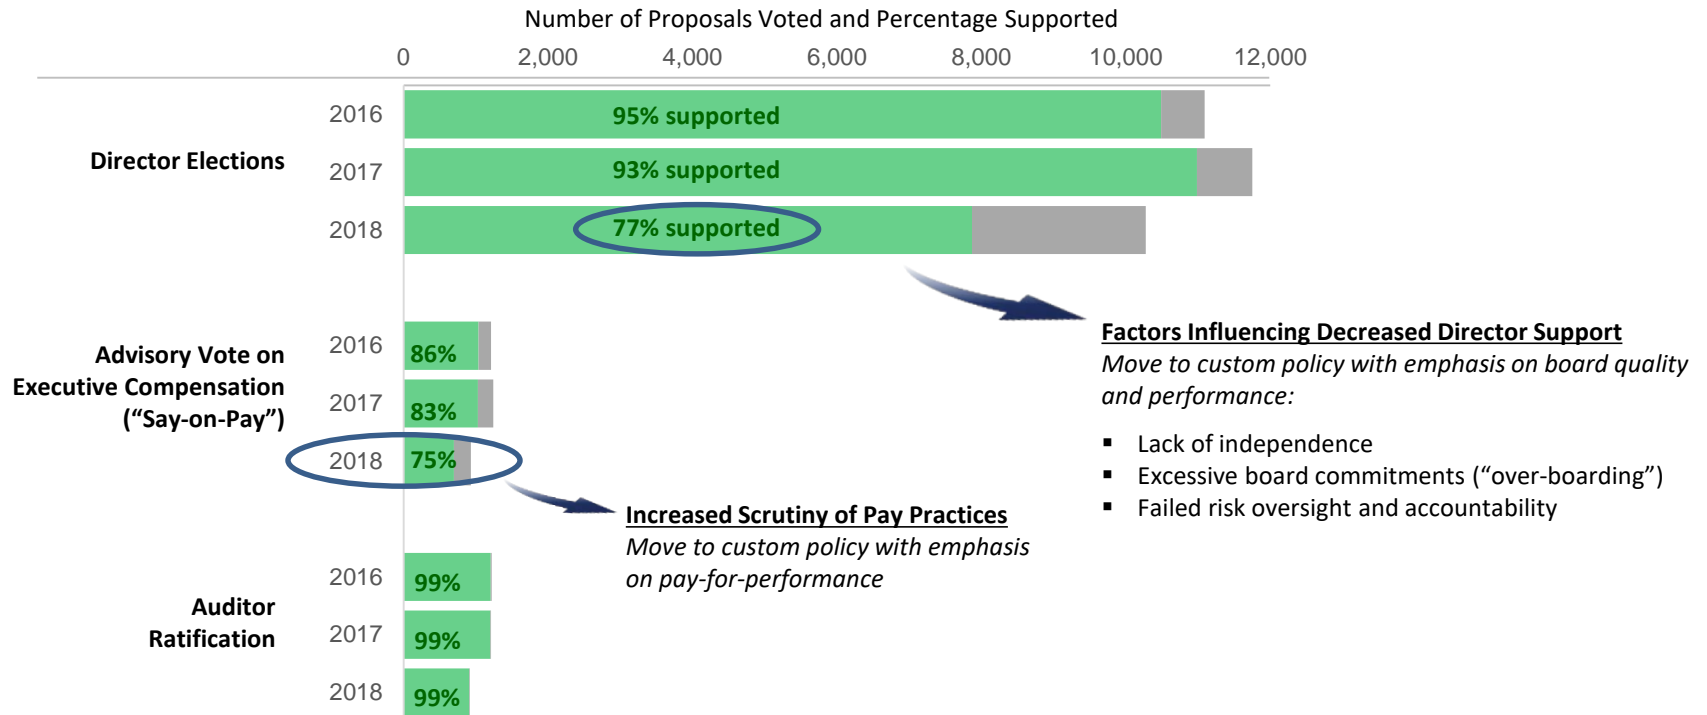 Number of Proposals Voted and Percentage Supported
0 2,000 4,000 6,000 8,000 10,000 12,000
Director Elections
2016 95% supported
2017 93% supported
2018 77% supported
Factors Influencing Decreased Director Support
Move to custom policy with emphasis on board quality
and performance:
▪ Lack of independence
▪ Excessive board commitments (“over-boarding”)
▪ Failed risk oversight and accountability
Advisory Vote on
Executive Compensation
(“Say-on-Pay”)
2016 86%
2017 83%
2018 75%
Increased Scrutiny of Pay Practices
Move to custom policy with emphasis
on pay-for-performance
Auditor
Ratification
2016 99%
2017 99%
2018 99%